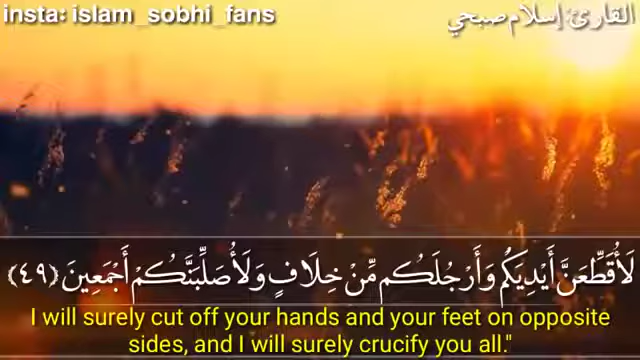 insta: islam_sobhi_fans
القارئ: إسلام صبحي
لَأُقَطِّعَنَّ أَيْدِيَكُمْ وَأَرْجُلَكُم مِّنْ خِلَافٍ وَلَأُصَلِّبَنَّكُمْ أَجْمَعِينَ (٤٩)
I will surely cut off your hands and your feet on opposite
sides, and I will surely crucify you all."